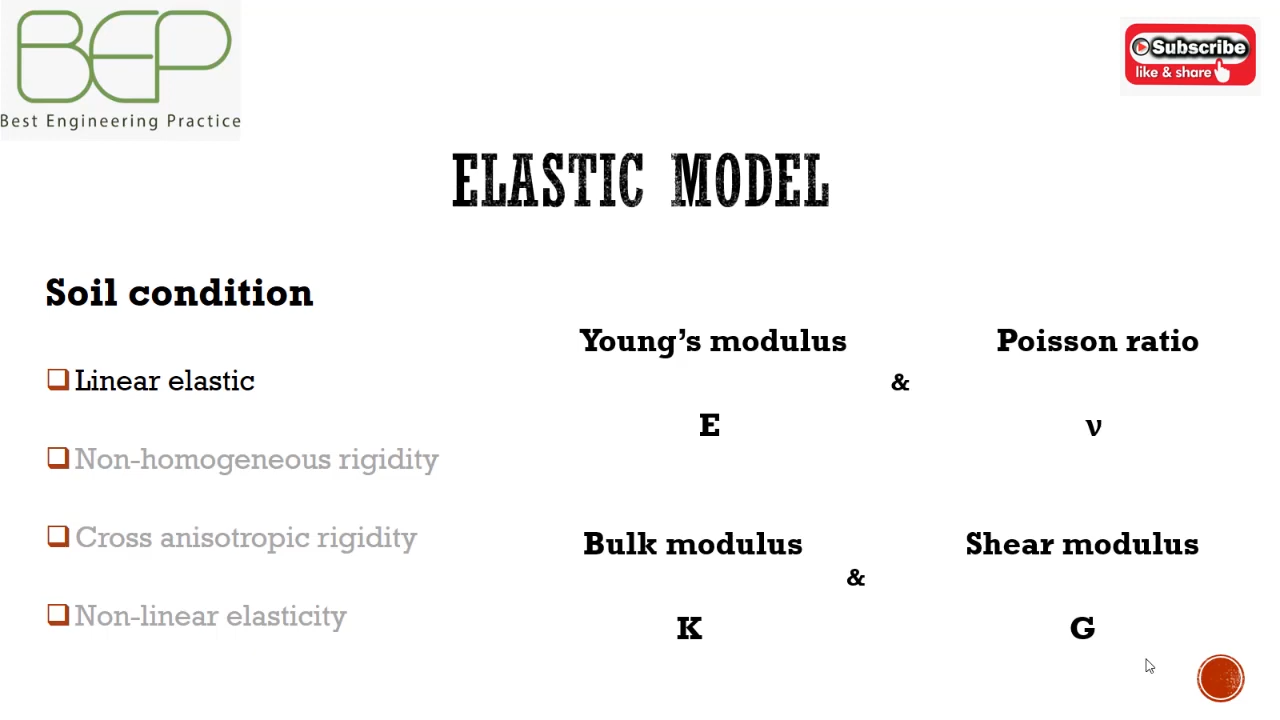 BEP
Best Engineering Practice
Subscribe
like & share
ELASTIC MODEL
Soil condition
Linear elastic
Non-homogeneous rigidity
Cross anisotropic rigidity
Non-linear elasticity
Young's modulus & Poisson ratio
E ν
Bulk modulus & Shear modulus
K G